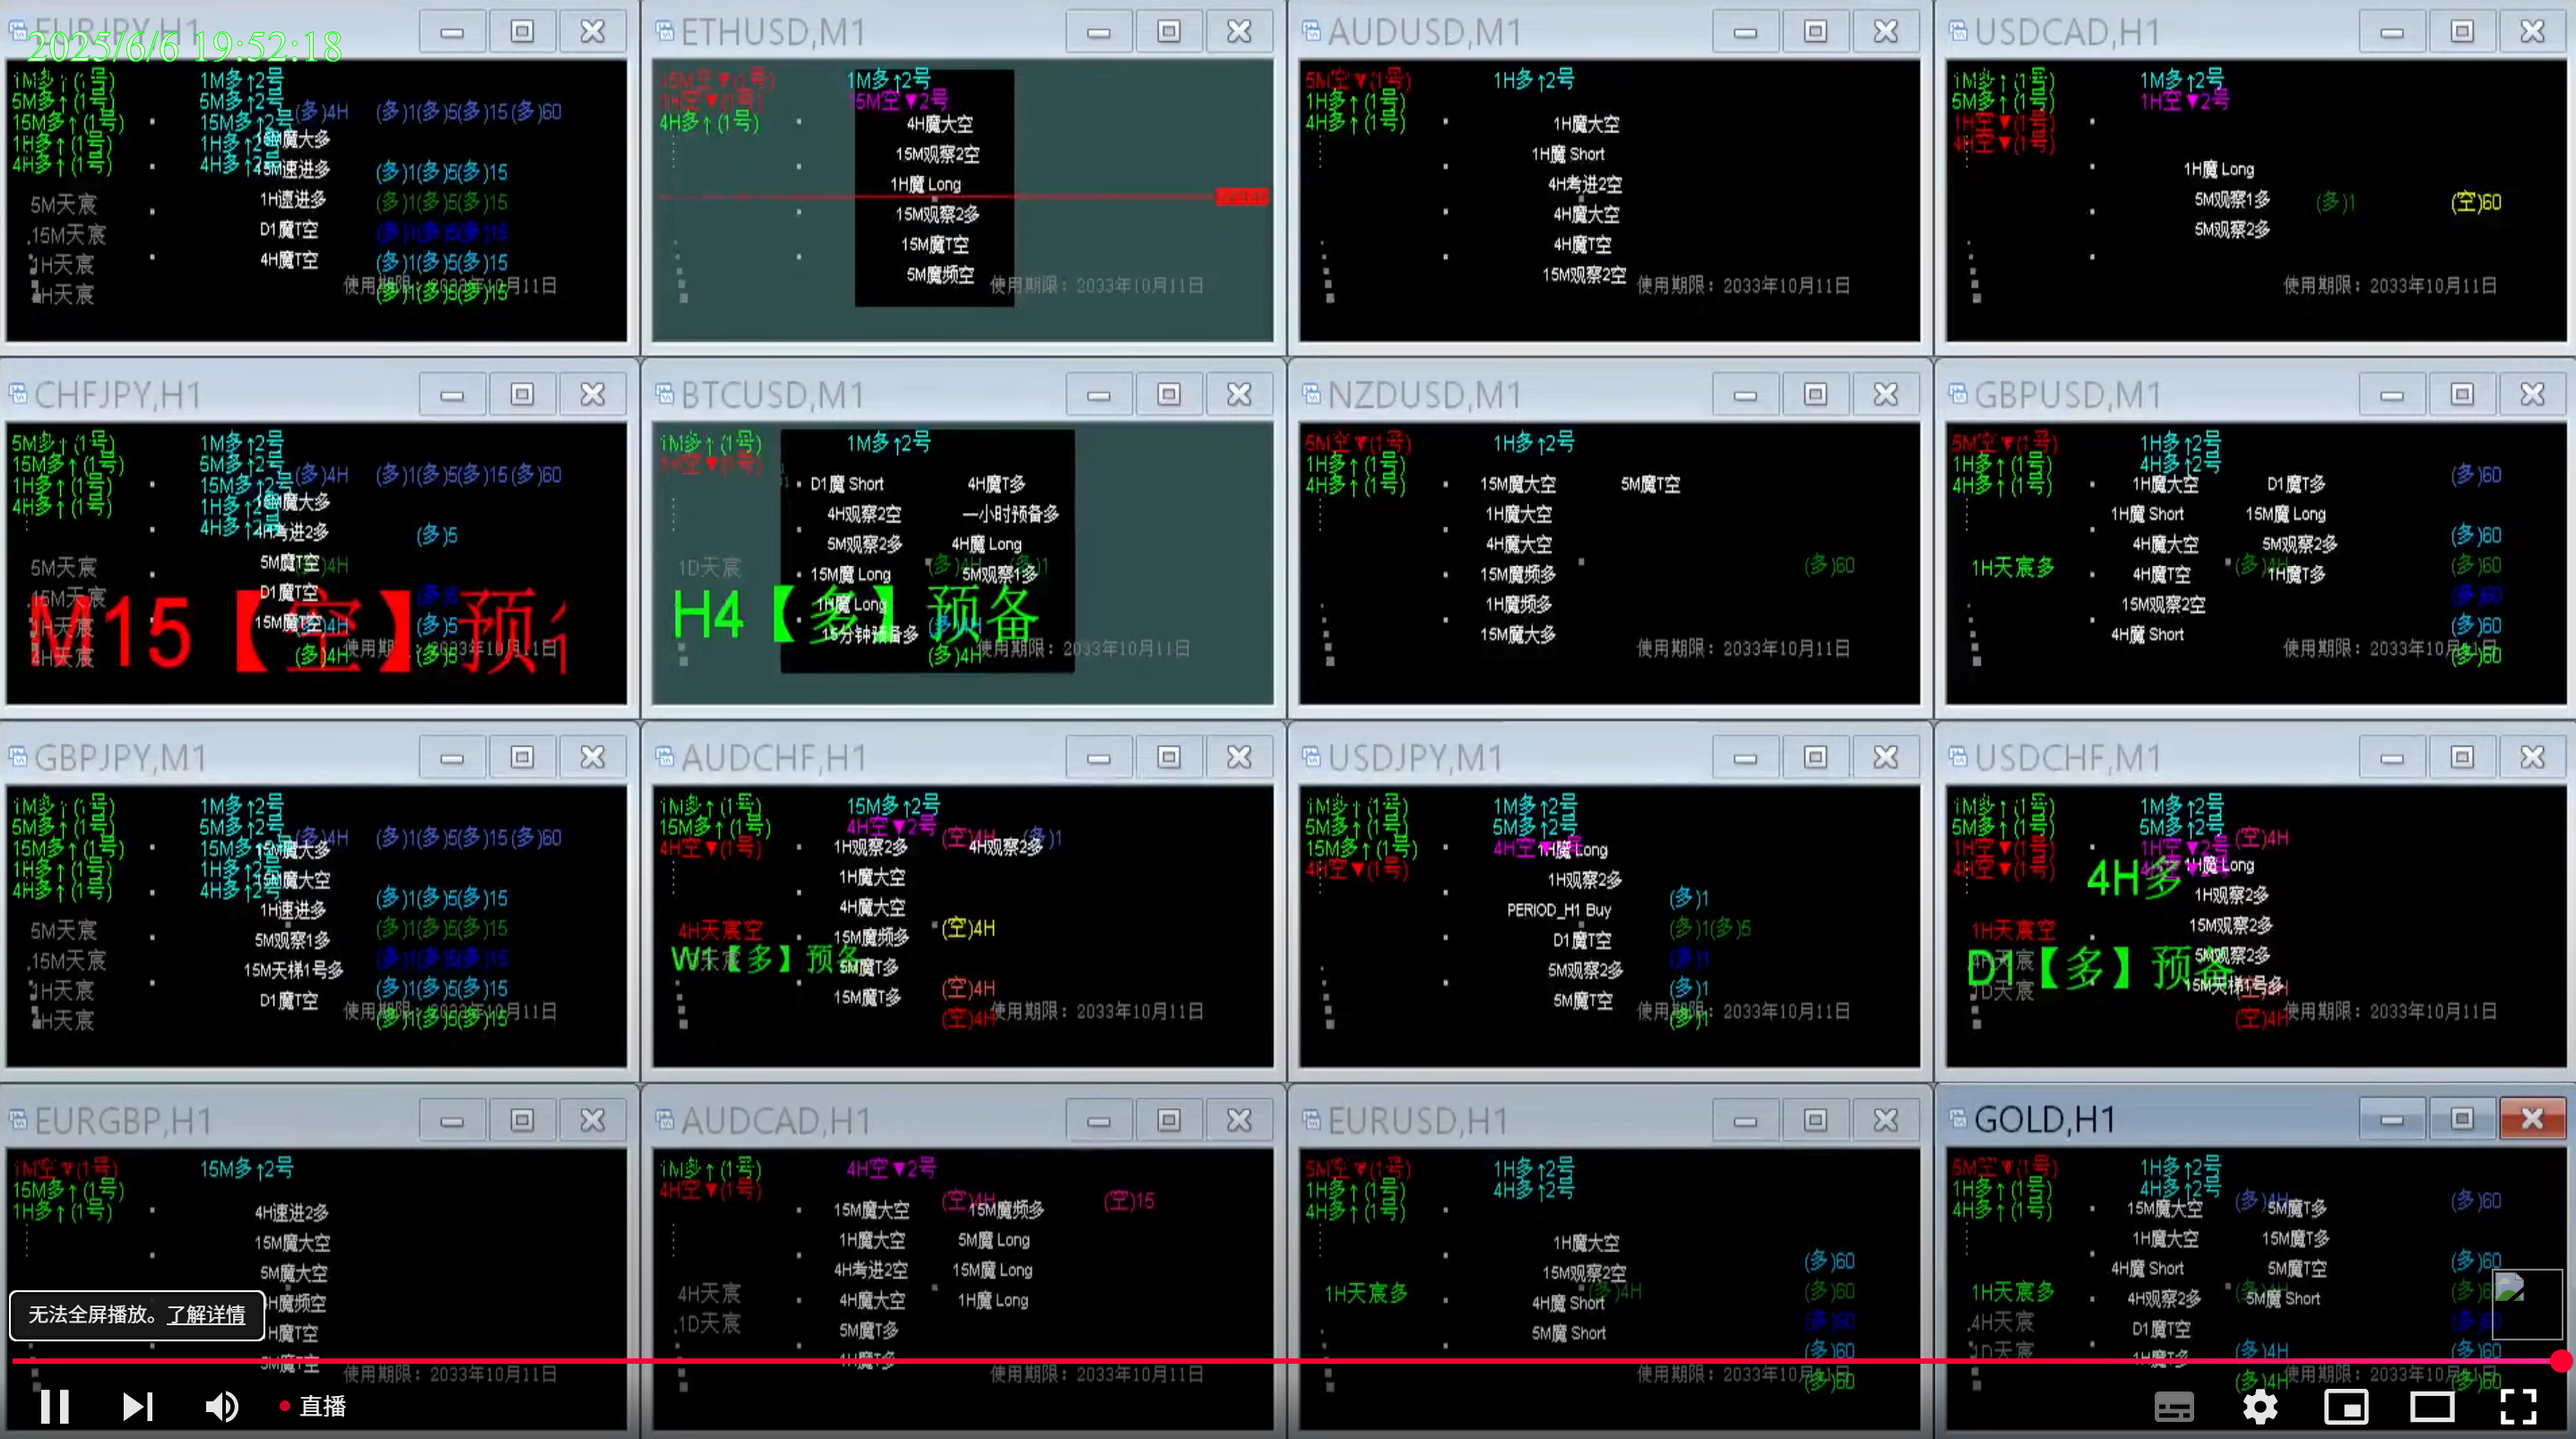 EURJPY,H1
2025/6/6 19:52:18
1M多↑(1号)
5M多↑(1号)
15M多↑(1号)
1H多↑(1号)
4H多↑(1号)
1M多↑2号
5M多↑2号
15M多↑2号
1H多↑2号
4H多↑2号
(多)4H (多)1(多)5(多)15(多)60
魔大多
15M速进多 (多)1(多)5(多)15
1H速进多 (多)1(多)5(多)15
D1魔T空 (多)1(多)5(多)15
4H魔T空 (多)1(多)5(多)15
5M天宸
15M天宸
1H天宸
4H天宸
使用期限：2033年10月11日
(多)1(多)5(多)15
ETHUSD,M1
15M空▼(1号)
1H空▼(1号)
4H多↑(1号)
1M多↑2号
15M空▼2号
4H魔大空
15M观察2空
1H魔 Long
15M观察2多
15M魔T空
5M魔频空
使用期限：2033年10月11日
AUDUSD,M1
5M空▼(1号)
1H多↑(1号)
4H多↑(1号)
1H多↑2号
1H魔大空
1H魔 Short
4H考进2空
4H魔大空
4H魔T空
15M观察2空
使用期限：2033年10月11日
USDCAD,H1
1M多↑(1号)
5M多↑(1号)
1H空▼(1号)
4H空▼(1号)
1M多↑2号
1H空▼2号
1H魔 Long
5M观察1多 (多)1 (空)60
5M观察2多
使用期限：2033年10月11日
CHFJPY,H1
5M多↑(1号)
15M多↑(1号)
1H多↑(1号)
4H多↑(1号)
1M多↑2号
5M多↑2号
15M多↑2号
1H多↑2号
4H多↑2号
(多)4H (多)1(多)5(多)15(多)60
魔大多
4H考进2多 (多)5
5M魔T空 (多)4H
D1魔T空 (多)5
15M魔T空 (多)4H (多)5
5M天宸
15M天宸
1H天宸
4H天宸
M15【空】预
(多)4H (多)5
使用期限：2033年10月11日
BTCUSD,M1
1M多↑(1号)
1H空▼(1号)
1M多↑2号
D1魔 Short 4H魔T多
4H观察2空 一小时预备多
5M观察2多 4H魔 Long
1D天宸 (多)4H (多)1
15M魔 Long 5M观察1多
1H魔 Long
H4【多】预备
15分钟预备多
(多)4H
使用期限：2033年10月11日
NZDUSD,M1
5M空▼(1号)
1H多↑(1号)
4H多↑(1号)
1H多↑2号
15M魔大空 5M魔T空
1H魔大空
4H魔大空
15M魔频多 (多)60
1H魔频多
15M魔大多
使用期限：2033年10月11日
GBPUSD,M1
5M空▼(1号)
1H多↑(1号)
4H多↑(1号)
1H多↑2号
4H多↑2号
(多)60
1H魔大空 D1魔T多
1H魔 Short 15M魔 Long
4H魔大空 5M观察2多 (多)60
1H天宸多 (多)4H (多)60
4H魔T空 1H魔T多
15M观察2空 (多)60
4H魔 Short (多)60
使用期限：2033年10月11日
(多)60
GBPJPY,M1
1M多↑(1号)
5M多↑(1号)
15M多↑(1号)
1H多↑(1号)
4H多↑(1号)
1M多↑2号
5M多↑2号
15M多↑2号
1H多↑2号
4H多↑2号
(多)4H (多)1(多)5(多)15(多)60
15M魔大多
魔大空
1H速进多 (多)1(多)5(多)15
5M观察1多 (多)1(多)5(多)15
15M天梯1号多 (多)1(多)5(多)15
D1魔T空 (多)1(多)5(多)15
5M天宸
15M天宸
1H天宸
4H天宸
使用期限：2033年10月11日
(多)1(多)5(多)15
AUDCHF,H1
1M多↑(1号)
15M多↑(1号)
4H空▼(1号)
15M多↑2号
4H空▼2号
(空)4H (多)1
1H观察2多 4H观察2多
1H魔大空
4H魔大空
4H天宸空 (空)4H
15M魔频多
W1【多】预备
5M魔T多
15M魔T多 (空)4H
(空)4H
使用期限：2033年10月11日
USDJPY,M1
1M多↑(1号)
5M多↑(1号)
15M多↑(1号)
4H空▼(1号)
1M多↑2号
5M多↑2号
4H空▼2号
1H魔 Long
1H观察2多
PERIOD_H1 Buy (多)1
D1魔T空 (多)1(多)5
5M观察2多 (多)1
5M魔T空 (多)1
使用期限：2033年10月11日
(多)1
USDCHF,M1
1M多↑(1号)
5M多↑(1号)
1H空▼(1号)
4H空▼(1号)
1M多↑2号
5M多↑2号
1H空▼2号
(空)4H
4H多
1H魔 Long
1H观察2多
15M观察2多
1H天宸空
5M观察2多
4H天宸
D1【多】预备
1D天宸
15M天梯1号多
(空)4H
使用期限：2033年10月11日
EURGBP,H1
1M空▼(1号)
15M多↑(1号)
1H多↑(1号)
15M多↑2号
4H速进2多
15M魔大空
5M魔大空
H魔频空
H魔T空
5M魔T空
使用期限：2033年10月11日
无法全屏播放。了解详情
AUDCAD,H1
1M多↑(1号)
4H空▼(1号)
4H空▼2号
(空)4H (空)15
15M魔大空 15M魔频多
1H魔大空 5M魔 Long
4H考进2空 15M魔 Long
4H魔大空 1H魔 Long
5M魔T多
4H天宸
1D天宸
使用期限：2033年10月11日
EURUSD,H1
5M空▼(1号)
1H多↑(1号)
4H多↑(1号)
1H多↑2号
4H多↑2号
1H魔大空 (多)60
15M观察2空
1H天宸多 (多)4H (多)60
4H魔 Short
5M魔 Short (多)60
(多)60
使用期限：2033年10月11日
(多)60
GOLD,H1
5M空▼(1号)
1H多↑(1号)
4H多↑(1号)
1H多↑2号
4H多↑2号
(多)4H (多)60
15M魔大空 5M魔T多
1H魔大空 15M魔T多
4H魔 Short 5M魔T空 (多)60
1H天宸多
4H观察2多 5M魔 Short
4H天宸
D1魔T空
1D天宸
1H魔T多 (多)4H (多)60
使用期限：2033年10月11日
(多)4H (多)60
直播